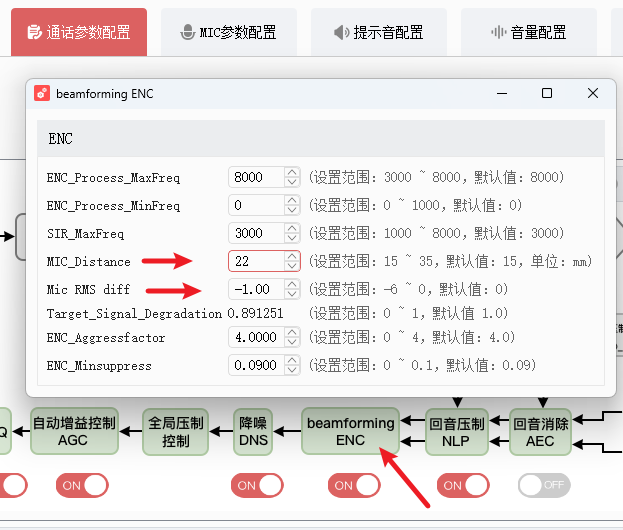 通话参数配置 MIC参数配置 提示音配置 音量配置
beamforming ENC
ENC
ENC_Process_MaxFreq 8000 (设置范围: 3000 ~ 8000, 默认值: 8000)
ENC_Process_MinFreq 0 (设置范围: 0 ~ 1000, 默认值: 0)
SIR_MaxFreq 3000 (设置范围: 1000 ~ 8000, 默认值: 3000)
MIC_Distance 22 (设置范围: 15 ~ 35, 默认值: 15, 单位: mm)
Mic RMS diff -1.00 (设置范围: -6 ~ 0, 默认值: 0)
Target_Signal_Degradation 0.891251 (设置范围: 0 ~ 1, 默认值 1.0)
ENC_Aggressfactor 4.0000 (设置范围: 0 ~ 4, 默认值: 4.0)
ENC_Minsuppress 0.0900 (设置范围: 0 ~ 0.1, 默认值: 0.09)
Q
自动增益控制
AGC
全局压制
控制
降噪
DNS
beamforming
ENC
回音压制
NLP
回音消除
AEC
ON ON ON ON OFF